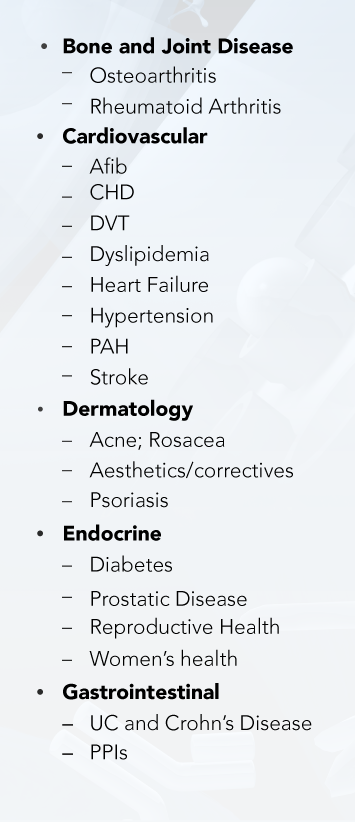 • Bone and Joint Disease
– Osteoarthritis
– Rheumatoid Arthritis
• Cardiovascular
– Afib
– CHD
– DVT
– Dyslipidemia
– Heart Failure
– Hypertension
– PAH
– Stroke
• Dermatology
– Acne; Rosacea
– Aesthetics/correctives
– Psoriasis
• Endocrine
– Diabetes
– Prostatic Disease
– Reproductive Health
– Women’s health
• Gastrointestinal
– UC and Crohn’s Disease
– PPIs